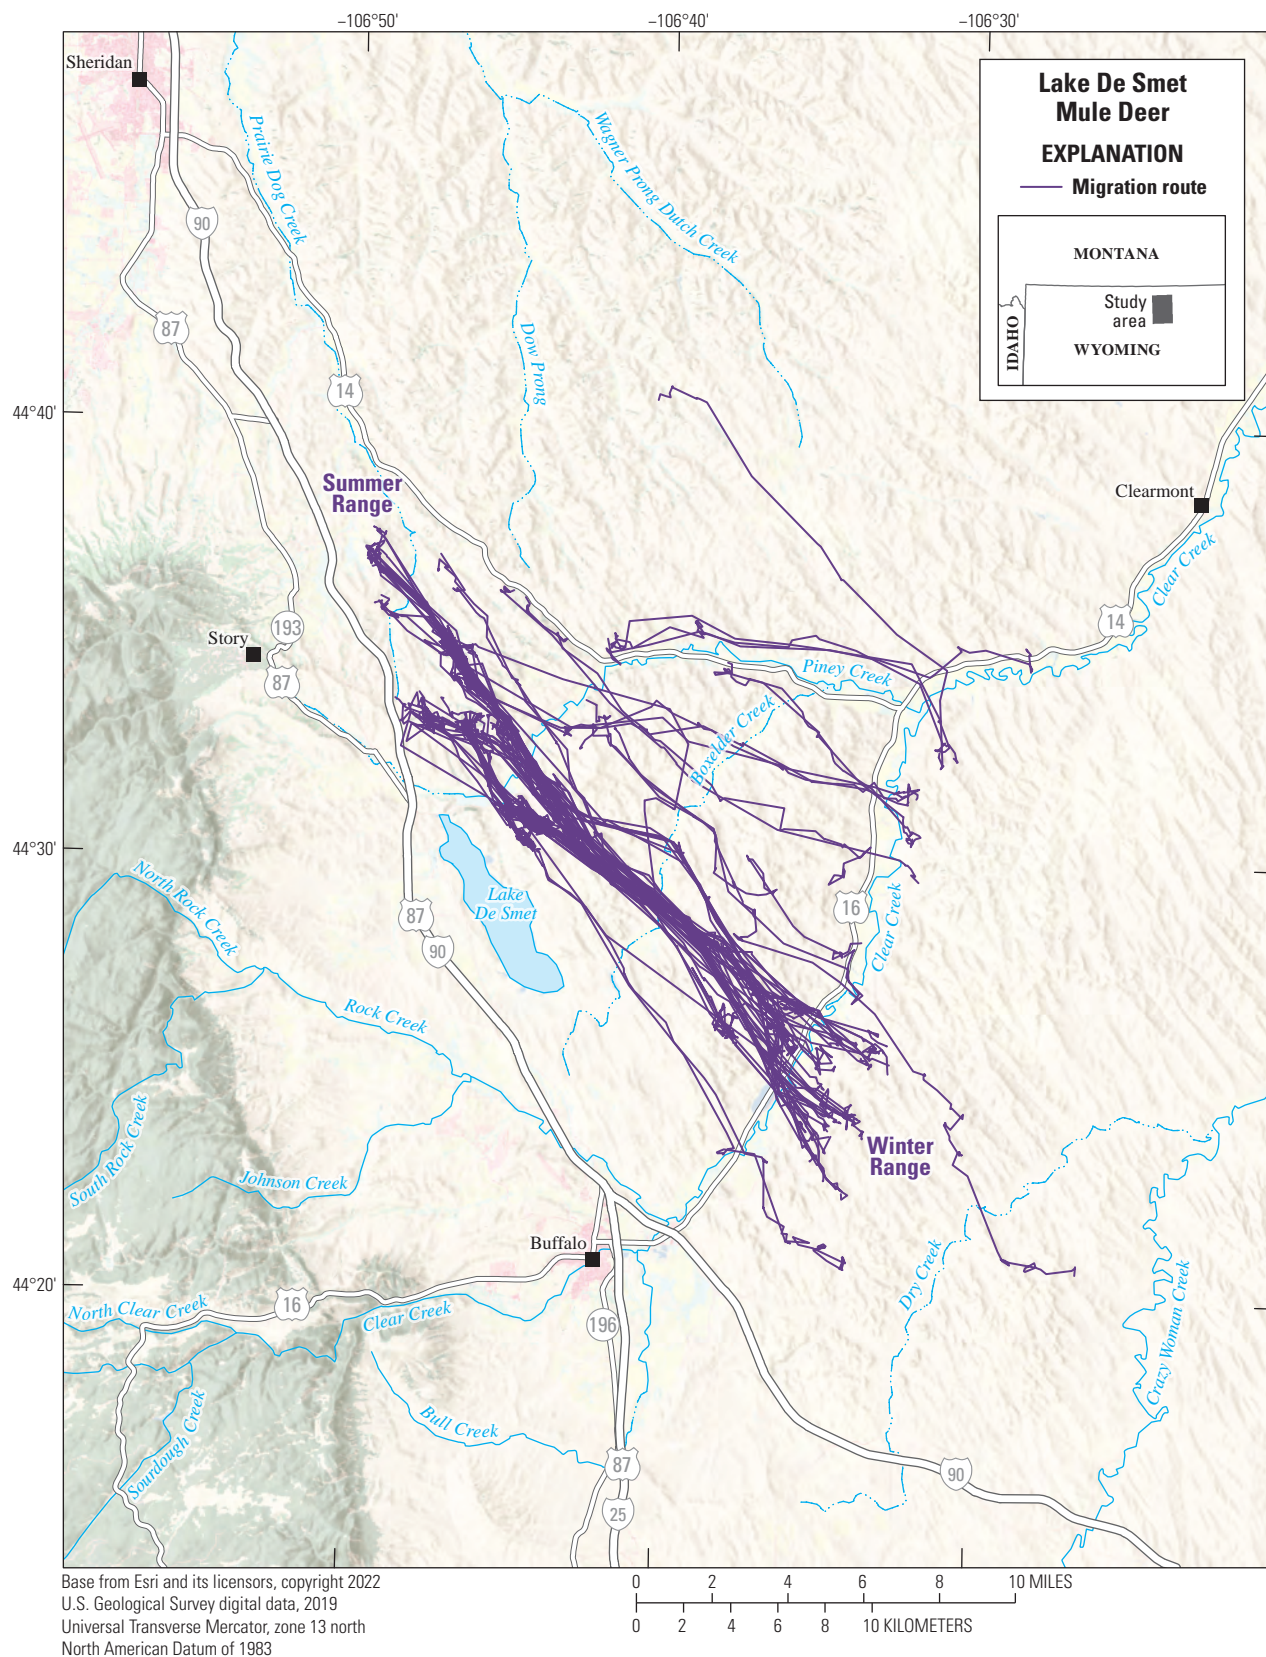 −106°50'
−106°40'
−106°30'
Sheridan
Lake De Smet
Mule Deer
EXPLANATION
Migration route
MONTANA
Study
area
IDAHO
WYOMING
Prairie Dog Creek
Wagner Prong Dutch Creek
90
87
Dow Prong
14
44°40'
Summer
Range
Clearmont
Clear Creek
14
193
Story
87
Piney Creek
Boxelder Creek
44°30'
North Rock Creek
Lake
De Smet
87
16
90
Clear Creek
Rock Creek
South Rock Creek
Winter
Range
Johnson Creek
Buffalo
Dry Creek
44°20'
North Clear Creek
16
Clear Creek
196
Crazy Woman Creek
Sourdough Creek
Bull Creek
87
90
25
Base from Esri and its licensors, copyright 2022
U.S. Geological Survey digital data, 2019
Universal Transverse Mercator, zone 13 north
North American Datum of 1983
0 2 4 6 8 10 MILES
0 2 4 6 8 10 KILOMETERS